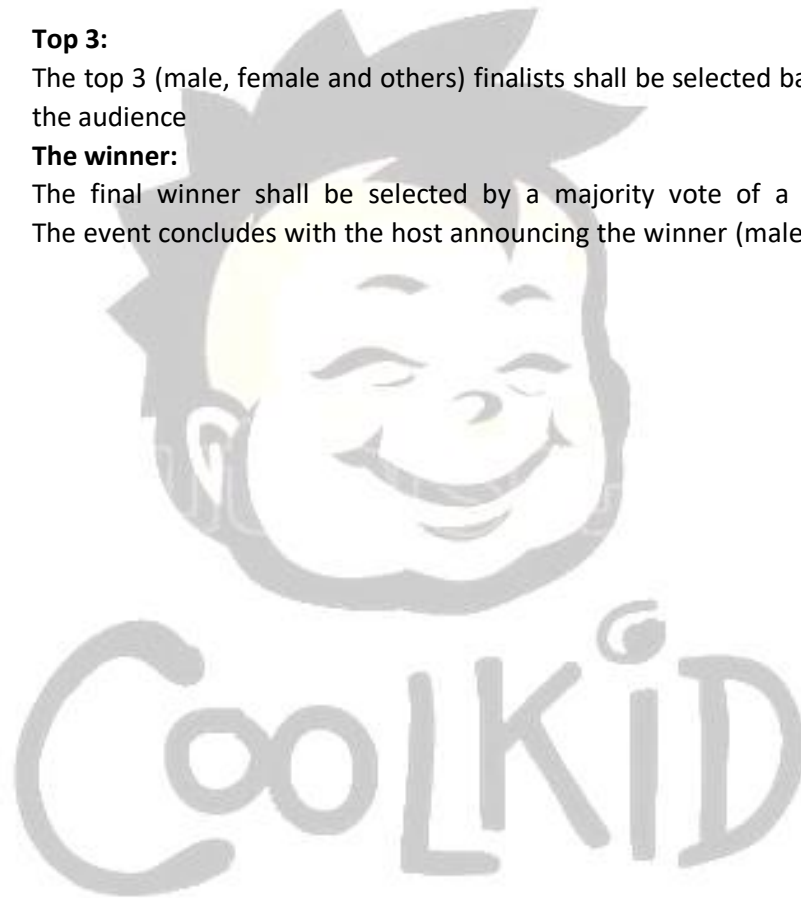 Top 3:
The top 3 (male, female and others) finalists shall be selected ba
the audience
The winner:
The final winner shall be selected by a majority vote of a
The event concludes with the host announcing the winner (male
COOLKiD